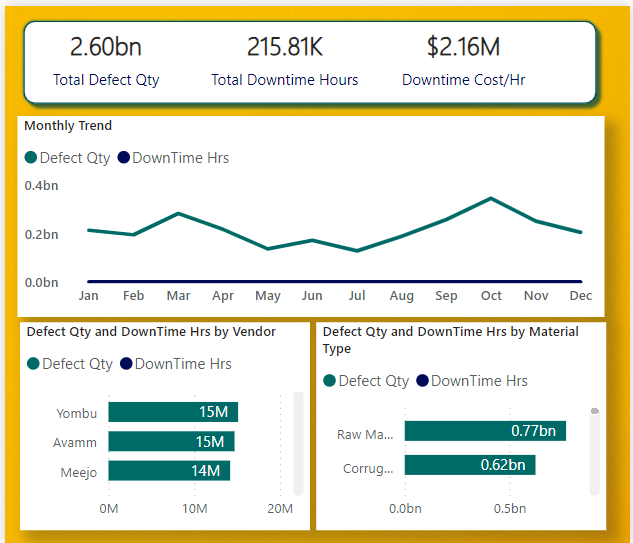 2.60bn 215.81K $2.16M
Total Defect Qty Total Downtime Hours Downtime Cost/Hr
Monthly Trend
Defect Qty DownTime Hrs
0.4bn
0.2bn
0.0bn
Jan Feb Mar Apr May Jun Jul Aug Sep Oct Nov Dec
Defect Qty and DownTime Hrs by Vendor
Defect Qty DownTime Hrs
Yombu 15M
Avamm 15M
Meejo 14M
0M 10M 20M
Defect Qty and DownTime Hrs by Material
Type
Defect Qty DownTime Hrs
Raw Ma... 0.77bn
Corrug... 0.62bn
0.0bn 0.5bn